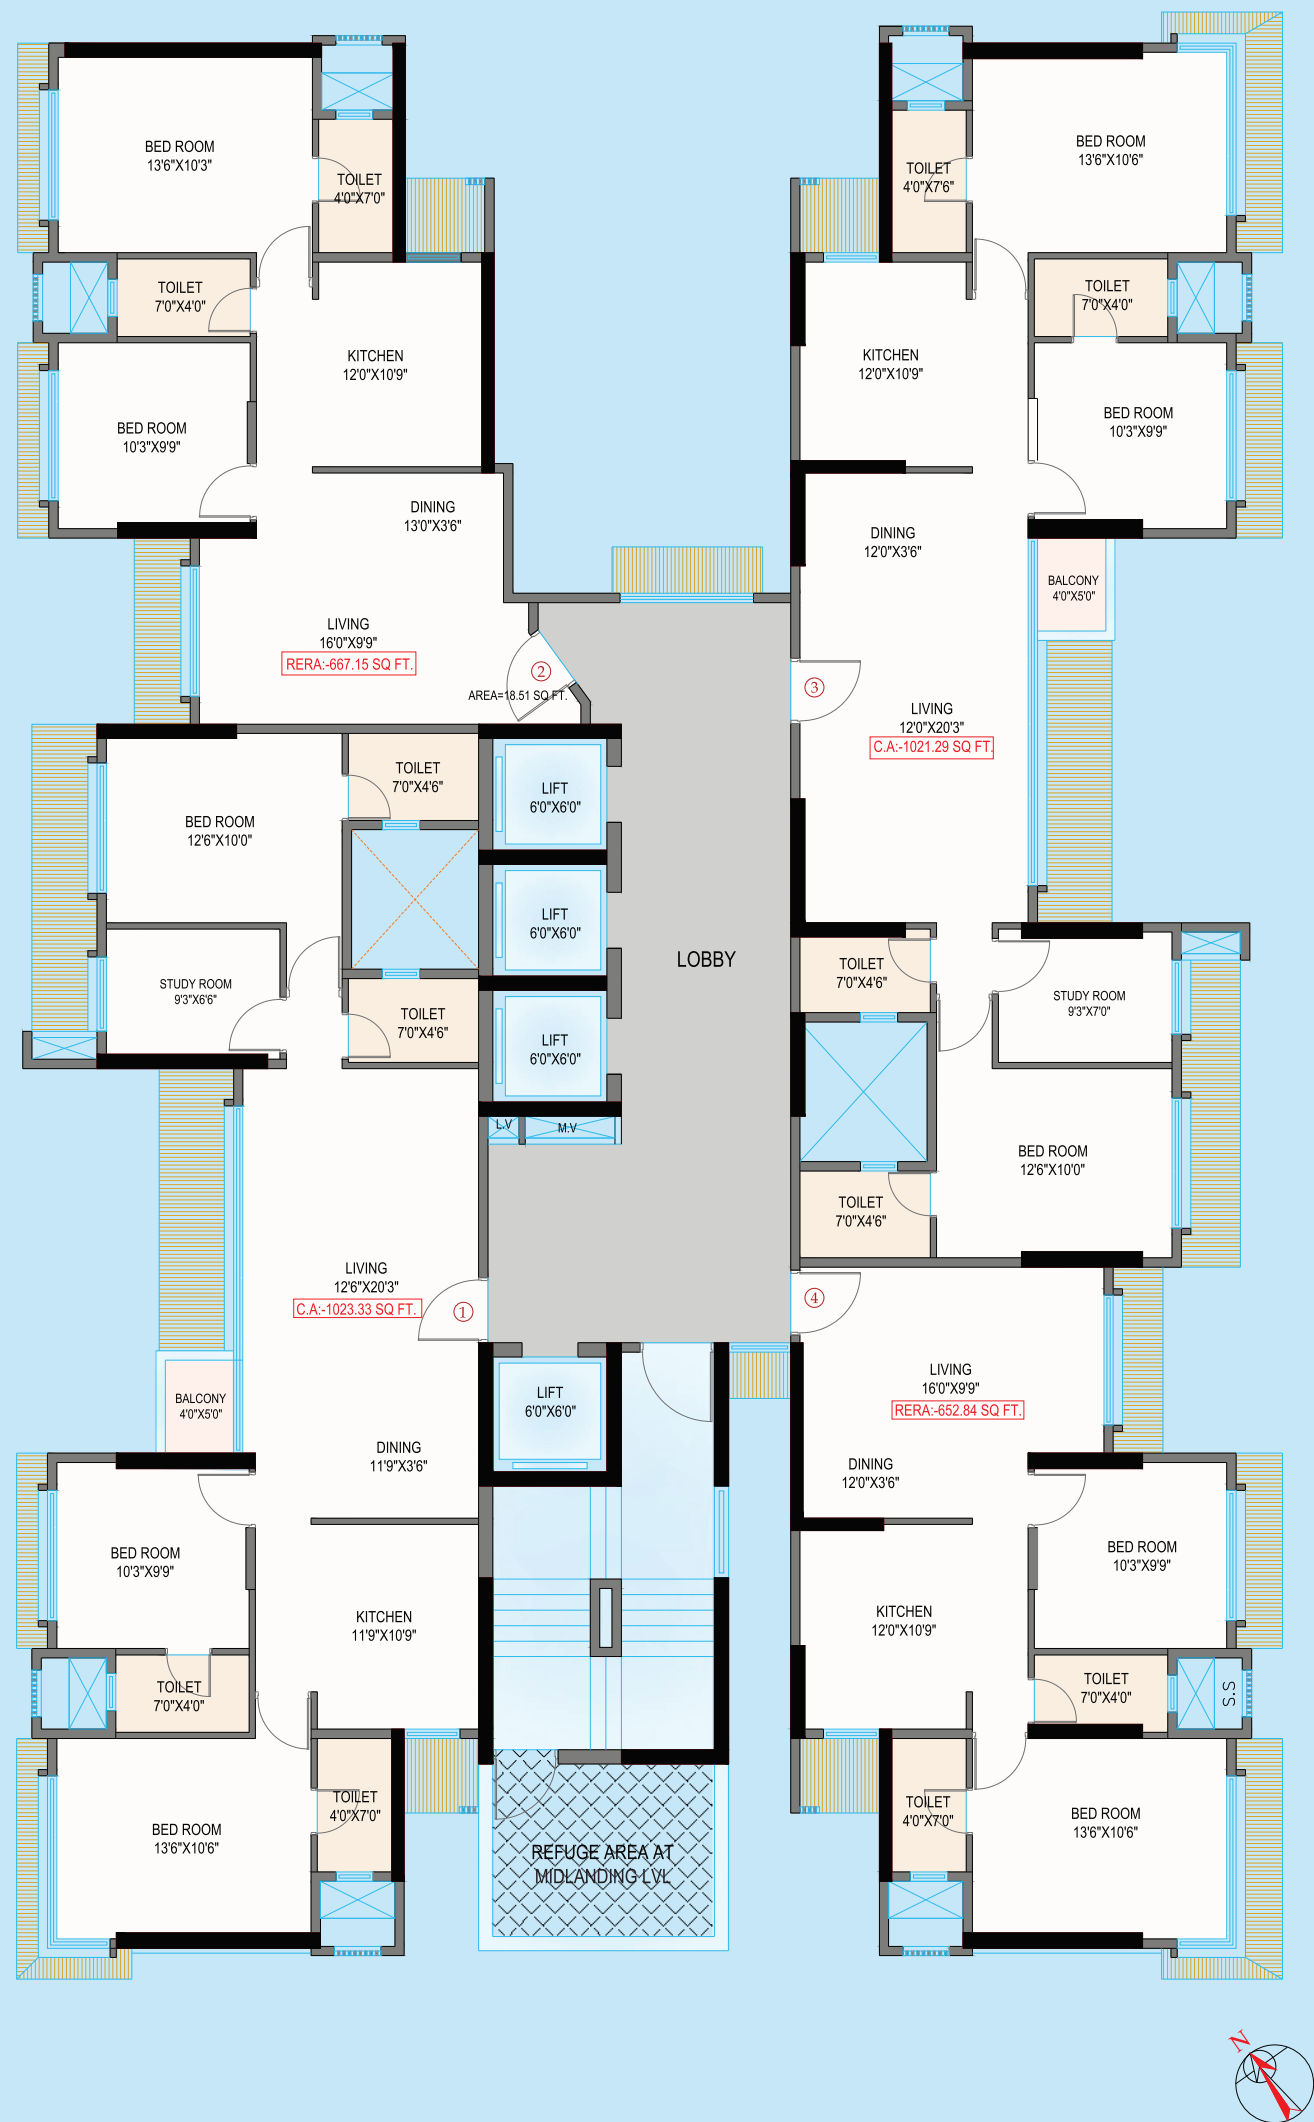 BED ROOM
13'6"X10'3"
TOILET
4'0"X7'0"
TOILET
7'0"X4'0"
KITCHEN
12'0"X10'9"
BED ROOM
10'3"X9'9"
DINING
13'0"X3'6"
LIVING
16'0"X9'9"
RERA:-667.15 SQ FT.
2
AREA=18.51 SQ FT.
TOILET
4'0"X7'6"
BED ROOM
13'6"X10'6"
TOILET
7'0"X4'0"
KITCHEN
12'0"X10'9"
BED ROOM
10'3"X9'9"
DINING
12'0"X3'6"
BALCONY
4'0"X5'0"
3
LIVING
12'0"X20'3"
C.A:-1021.29 SQ FT.
TOILET
7'0"X4'6"
BED ROOM
12'6"X10'0"
LIFT
6'0"X6'0"
LIFT
6'0"X6'0"
LIFT
6'0"X6'0"
LOBBY
STUDY ROOM
9'3"X6'6"
TOILET
7'0"X4'6"
L.V
M.V
TOILET
7'0"X4'6"
STUDY ROOM
9'3"X7'0"
BED ROOM
12'6"X10'0"
TOILET
7'0"X4'6"
LIVING
12'6"X20'3"
C.A:-1023.33 SQ FT.
1
4
BALCONY
4'0"X5'0"
LIFT
6'0"X6'0"
LIVING
16'0"X9'9"
RERA:-652.84 SQ FT.
DINING
11'9"X3'6"
DINING
12'0"X3'6"
BED ROOM
10'3"X9'9"
KITCHEN
11'9"X10'9"
TOILET
7'0"X4'0"
BED ROOM
10'3"X9'9"
KITCHEN
12'0"X10'9"
TOILET
7'0"X4'0"
S.S
TOILET
4'0"X7'0"
BED ROOM
13'6"X10'6"
TOILET
4'0"X7'0"
BED ROOM
13'6"X10'6"
REFUGE AREA AT
MIDLANDING LVL
N